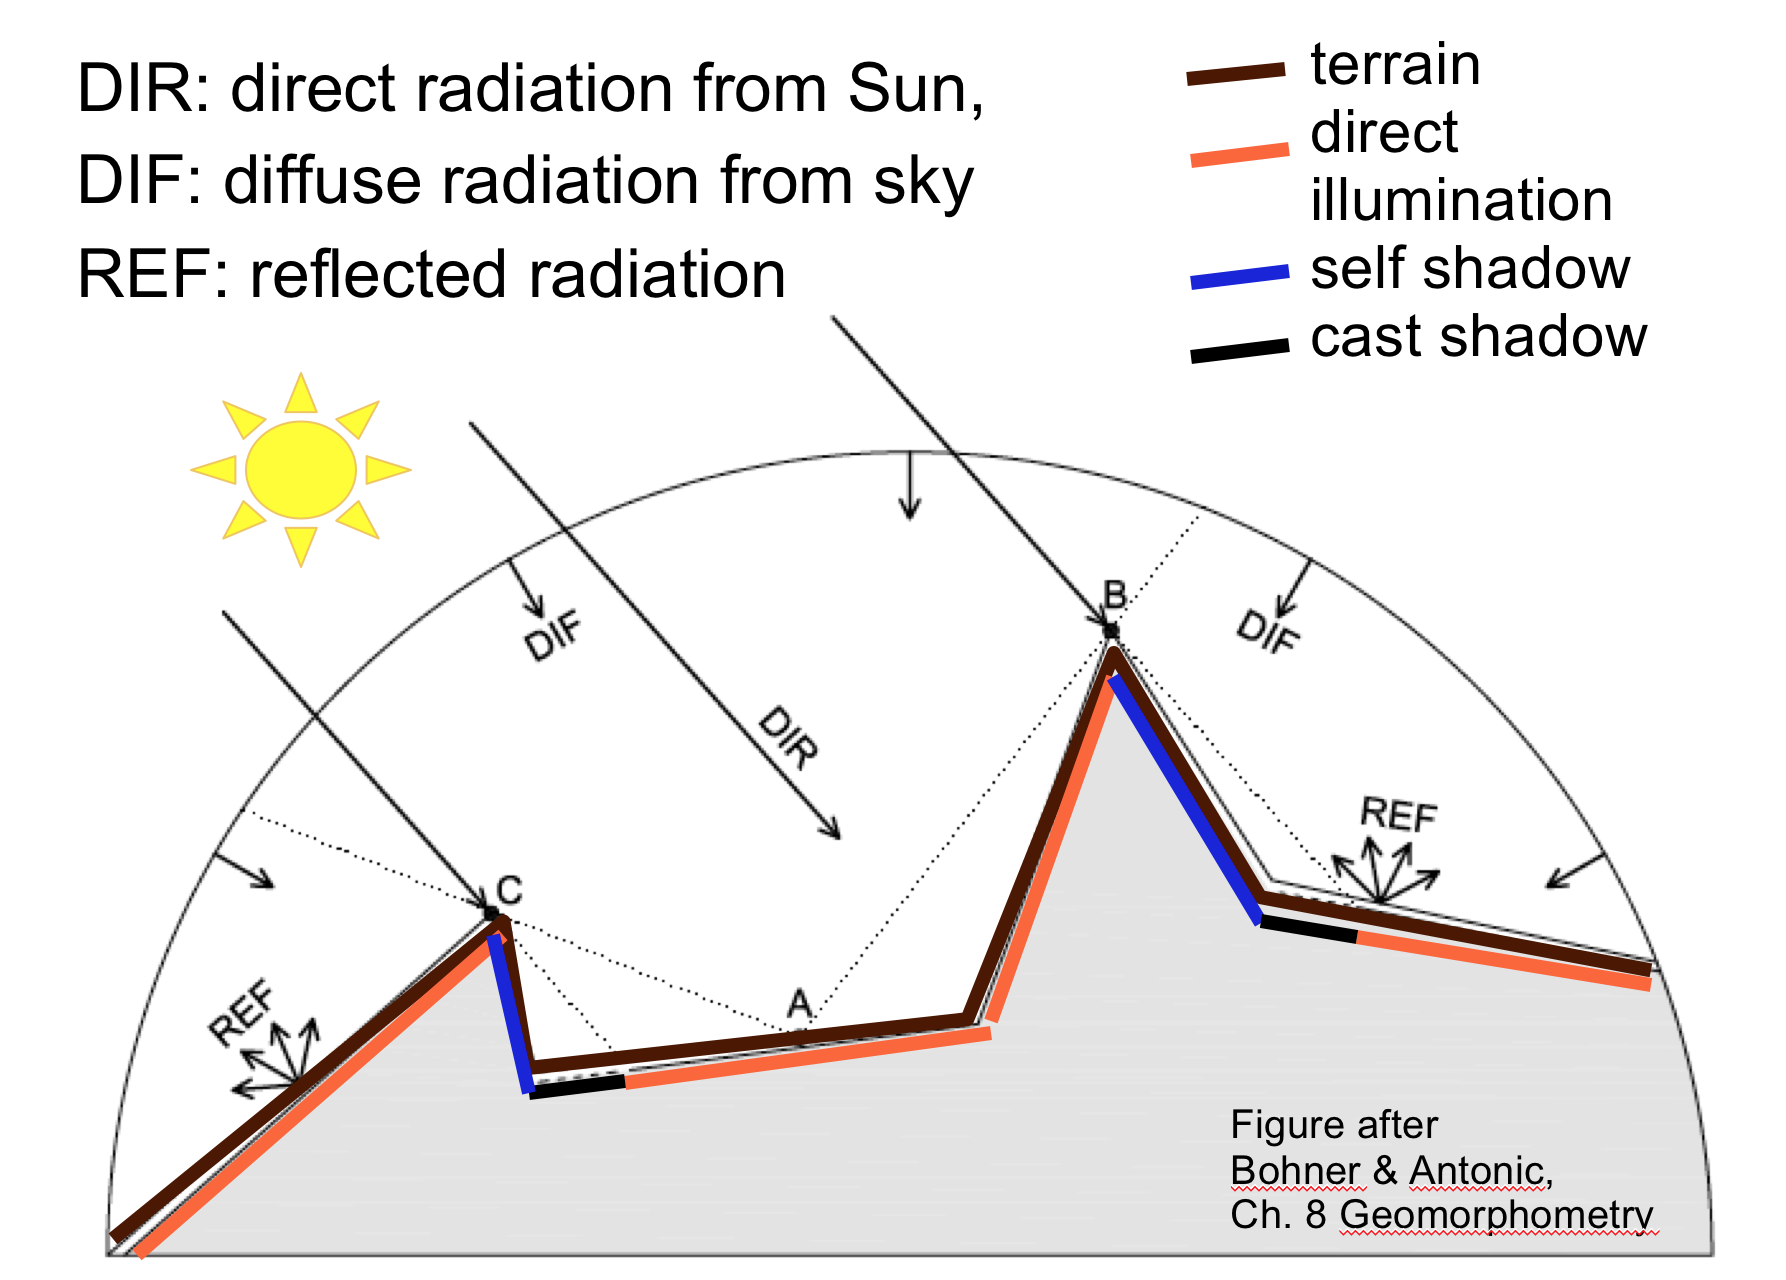 DIR: direct radiation from Sun,
DIF: diffuse radiation from sky
REF: reflected radiation
terrain
direct
illumination
self shadow
cast shadow
B
DIF
DIF
DIR
REF
C
A
REF
Figure after
Bohner & Antonic,
Ch. 8 Geomorphometry